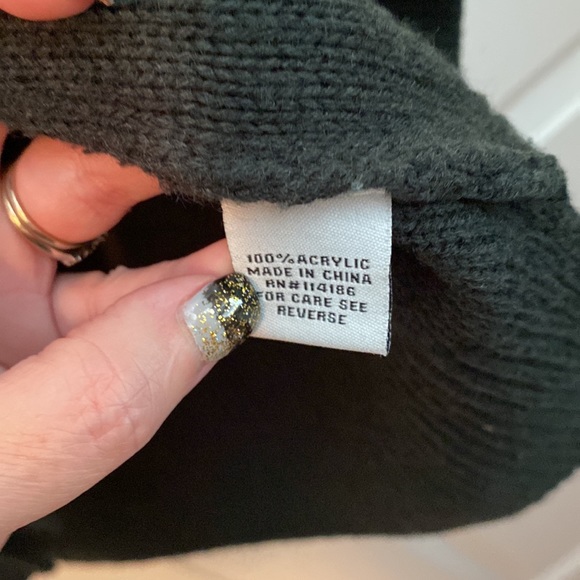 100% ACRYLIC
MADE IN CHINA
RN#114186
FOR CARE SEE
REVERSE